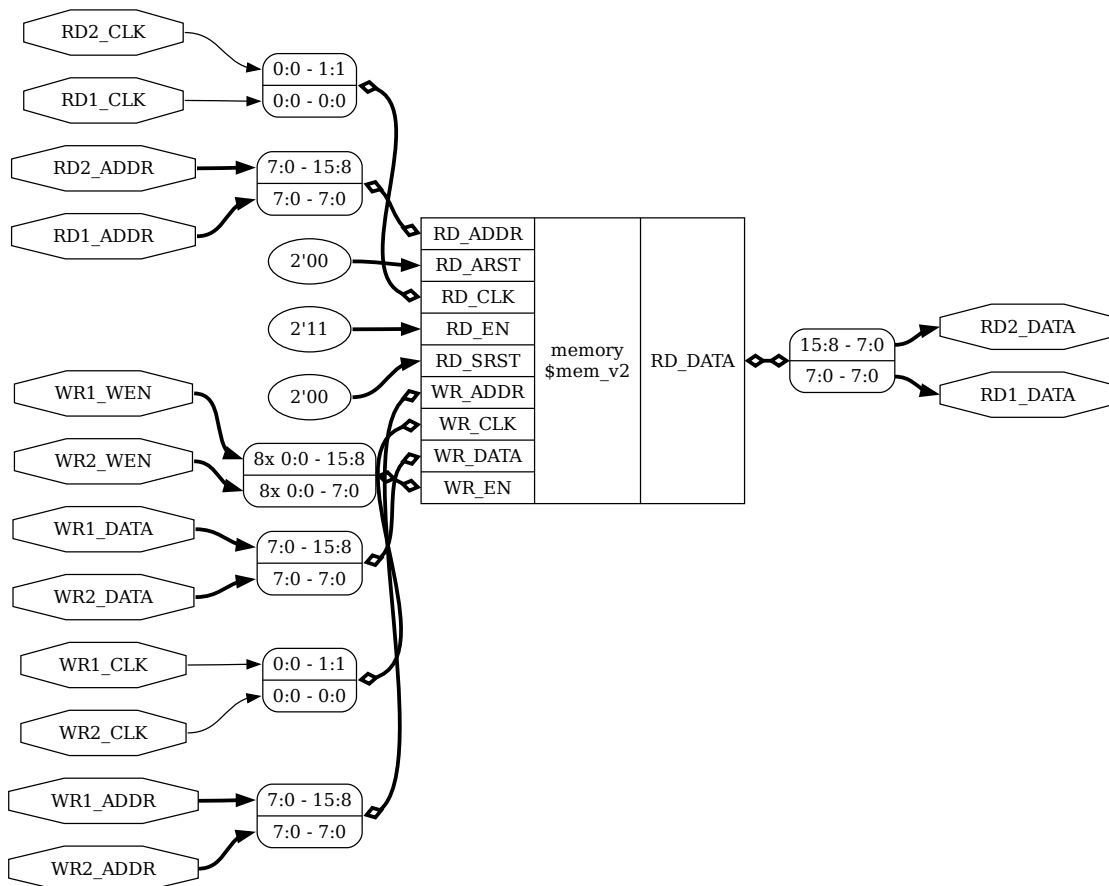 RD2_CLK
RD1_CLK
0:0 - 1:1
0:0 - 0:0
RD2_ADDR
RD1_ADDR
7:0 - 15:8
7:0 - 7:0
2'00
2'11
2'00
WR1_WEN
WR2_WEN
8x 0:0 - 15:8
8x 0:0 - 7:0
WR1_DATA
WR2_DATA
7:0 - 15:8
7:0 - 7:0
WR1_CLK
WR2_CLK
0:0 - 1:1
0:0 - 0:0
WR1_ADDR
WR2_ADDR
7:0 - 15:8
7:0 - 7:0
RD_ADDR
RD_ARST
RD_CLK
RD_EN
RD_SRST
WR_ADDR
WR_CLK
WR_DATA
WR_EN
memory
$mem_v2
RD_DATA
15:8 - 7:0
7:0 - 7:0
RD2_DATA
RD1_DATA